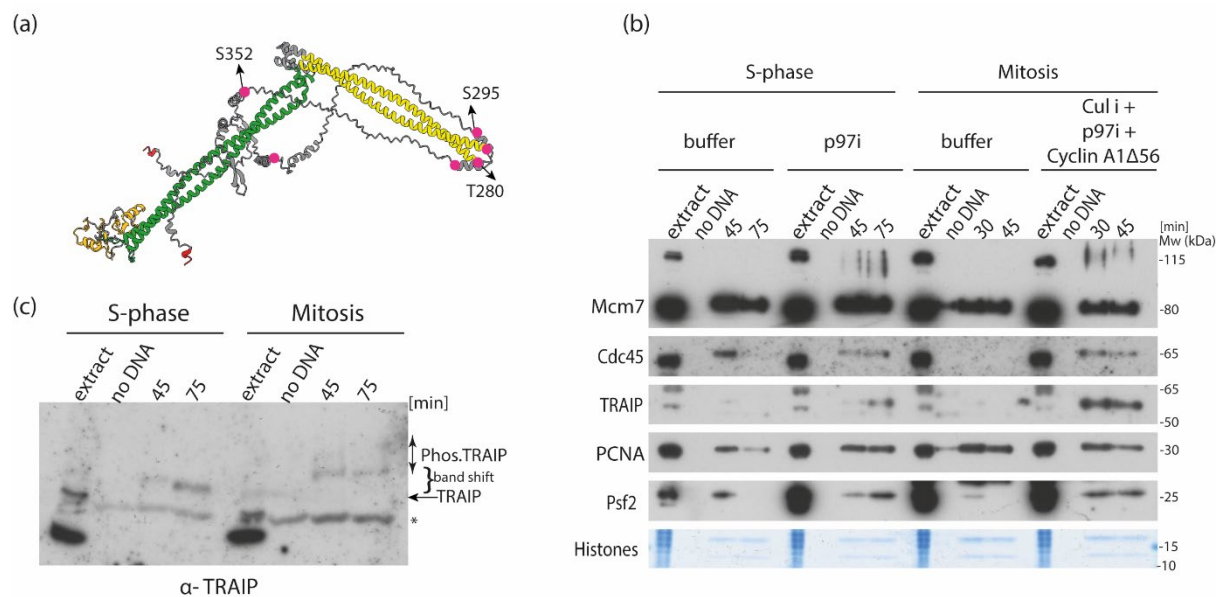 (a)
S352
S295
T280
(b)
S-phase
Mitosis
buffer
p97i
buffer
Cul i +
p97i +
Cyclin A1Δ56
extract
no DNA
45
75
extract
no DNA
45
75
extract
no DNA
30
45
extract
no DNA
30
45
[min]
Mw (kDa)
-115
Mcm7
-80
Cdc45
-65
TRAIP
-65
-50
PCNA
-30
Psf2
-25
Histones
-15
-10
(c)
S-phase
Mitosis
extract
no DNA
45
75
extract
no DNA
45
75
[min]
Phos.TRAIP
}band shift
TRAIP
*
α- TRAIP